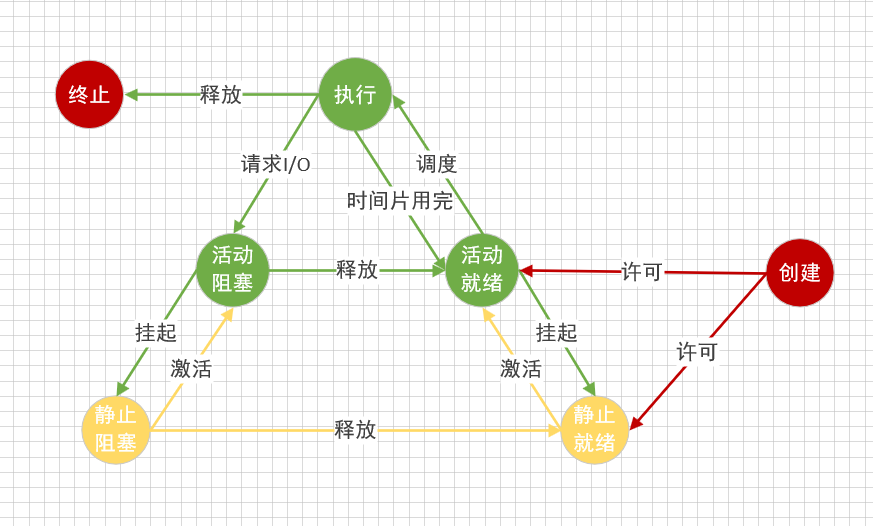 终止
释放
执行
请求I/O
调度
时间片用完
活动
阻塞
释放
活动
就绪
许可
创建
挂起
激活
激活
挂起
许可
静止
阻塞
释放
静止
就绪